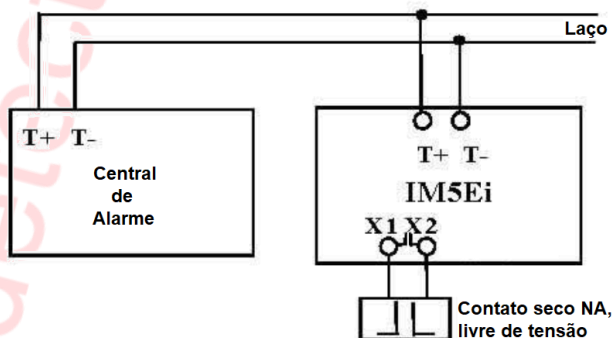 Laço
T+ T-
Central
de
Alarme
T+ T-
IM5Ei
X1 X2
Contato seco NA,
livre de tensão